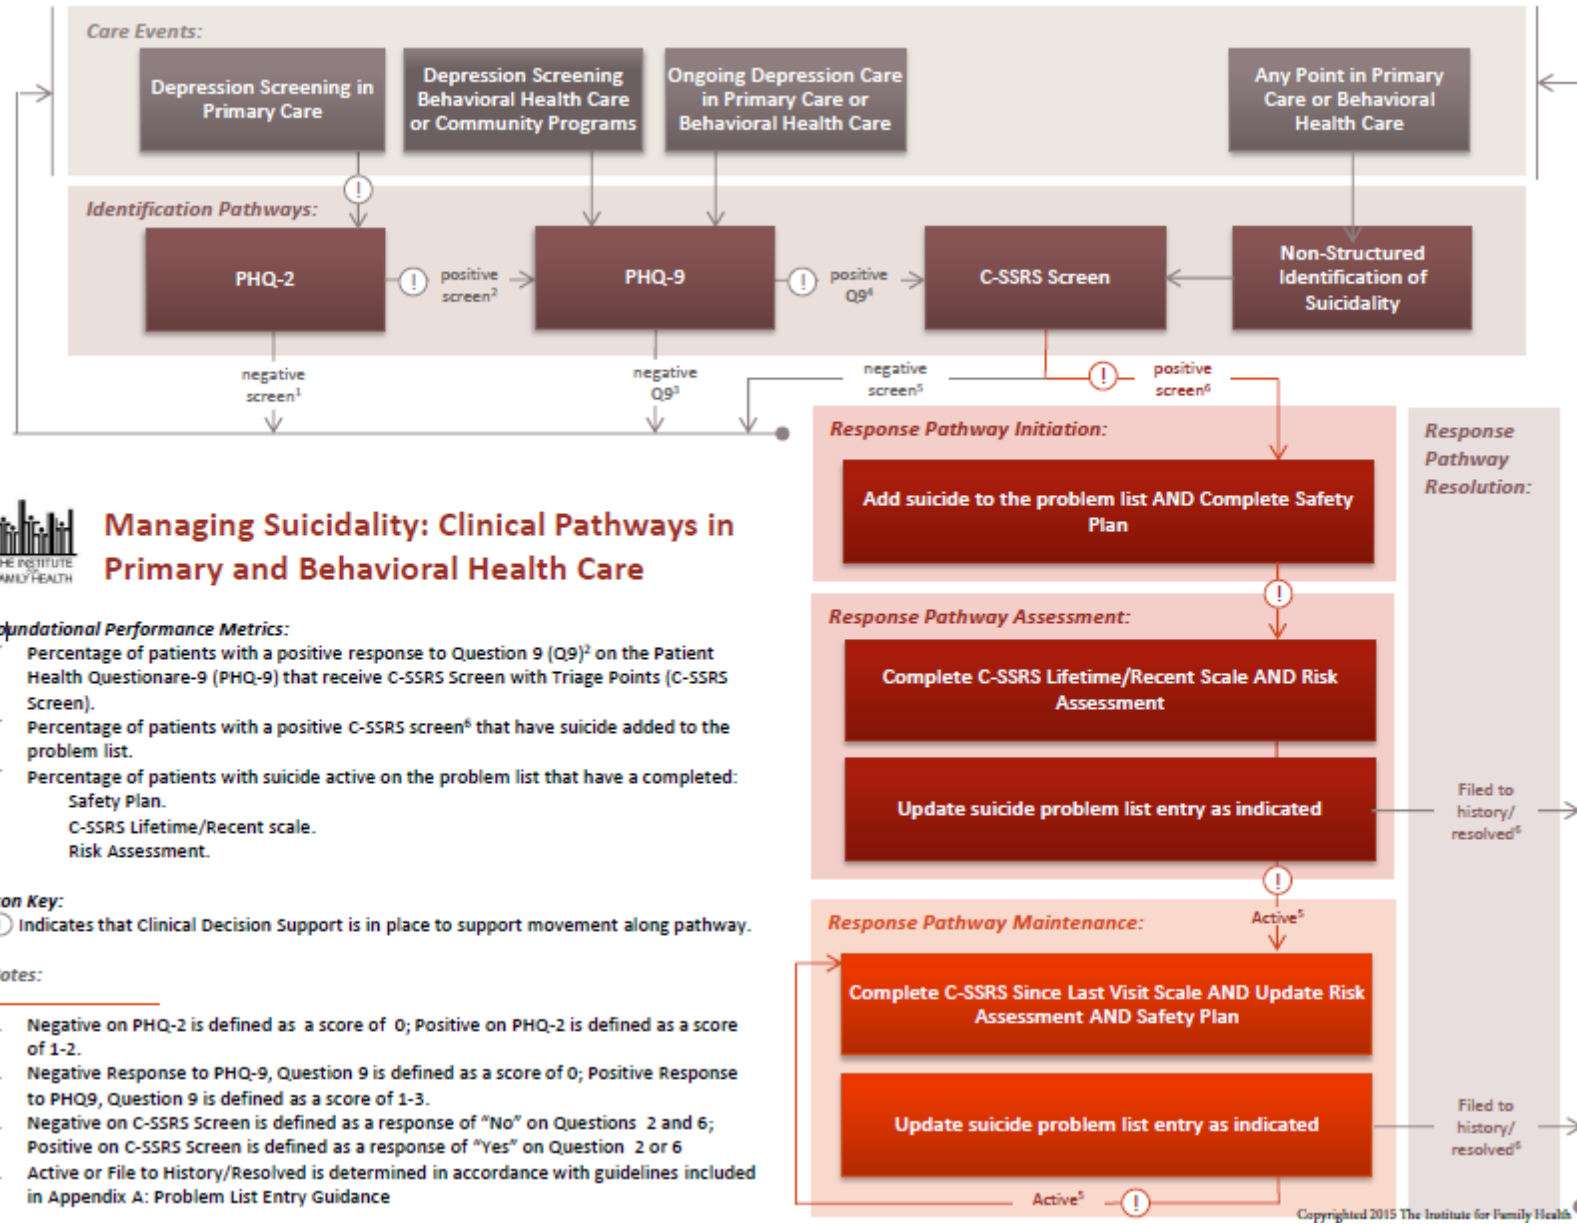 Care Events:
Depression Screening in
Primary Care
Depression Screening
Behavioral Health Care
or Community Programs
Ongoing Depression Care
in Primary Care or
Behavioral Health Care
Any Point in Primary
Care or Behavioral
Health Care
!
Identification Pathways:
PHQ-2
!
positive
screen²
PHQ-9
!
positive
Q9⁴
C-SSRS Screen
Non-Structured
Identification of
Suicidality
negative
screen¹
negative
Q9³
negative
screen⁵
!
positive
screen⁶
Response Pathway Initiation:
Add suicide to the problem list AND Complete Safety
Plan
!
Response Pathway Assessment:
Complete C-SSRS Lifetime/Recent Scale AND Risk
Assessment
Update suicide problem list entry as indicated
!
Active⁵
Response Pathway Maintenance:
Complete C-SSRS Since Last Visit Scale AND Update Risk
Assessment AND Safety Plan
Update suicide problem list entry as indicated
Active⁵
!
Response
Pathway
Resolution:
Filed to
history/
resolved⁶
Filed to
history/
resolved⁶
THE INSTITUTE
FAMILY HEALTH
Managing Suicidality: Clinical Pathways in
Primary and Behavioral Health Care
oundational Performance Metrics:
Percentage of patients with a positive response to Question 9 (Q9)² on the Patient
Health Questionare-9 (PHQ-9) that receive C-SSRS Screen with Triage Points (C-SSRS
Screen).
Percentage of patients with a positive C-SSRS screen⁶ that have suicide added to the
problem list.
Percentage of patients with suicide active on the problem list that have a completed:
Safety Plan.
C-SSRS Lifetime/Recent scale.
Risk Assessment.
on Key:
! Indicates that Clinical Decision Support is in place to support movement along pathway.
otes:
Negative on PHQ-2 is defined as a score of 0; Positive on PHQ-2 is defined as a score
of 1-2.
Negative Response to PHQ-9, Question 9 is defined as a score of 0; Positive Response
to PHQ9, Question 9 is defined as a score of 1-3.
Negative on C-SSRS Screen is defined as a response of “No” on Questions 2 and 6;
Positive on C-SSRS Screen is defined as a response of “Yes” on Question 2 or 6
Active or File to History/Resolved is determined in accordance with guidelines included
in Appendix A: Problem List Entry Guidance
Copyrighted 2015 The Institute for Family Health